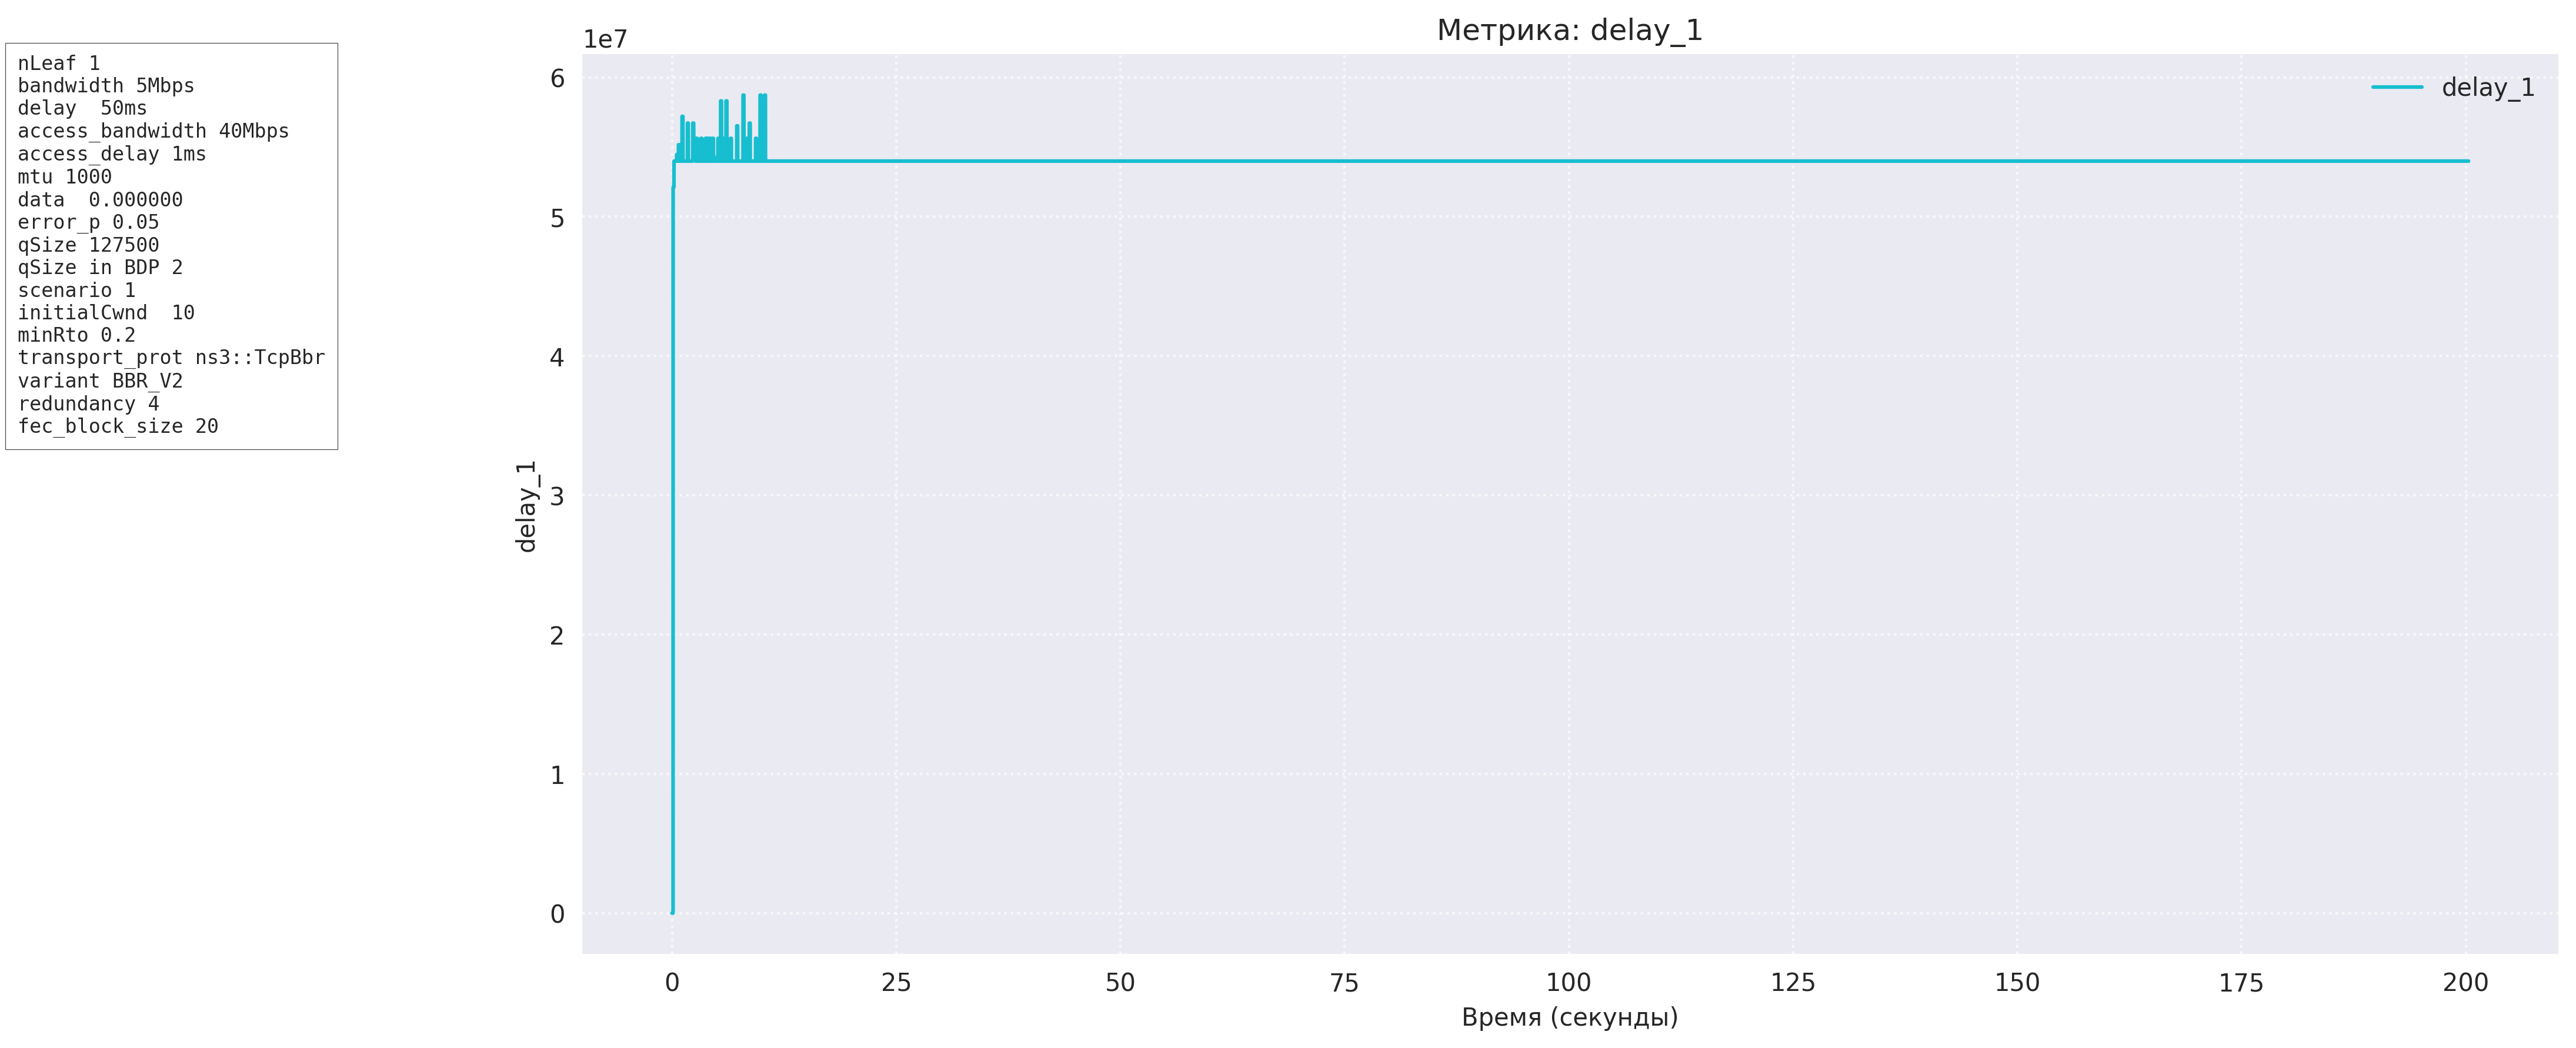 nLeaf 1
bandwidth 5Mbps
delay  50ms
access_bandwidth 40Mbps
access_delay 1ms
mtu 1000
data  0.000000
error_p 0.05
qSize 127500
qSize in BDP 2
scenario 1
initialCwnd  10
minRto 0.2
transport_prot ns3::TcpBbr
variant BBR_V2
redundancy 4
fec_block_size 20
Метрика: delay_1
1e7
delay_1
6
5
4
3
2
1
0
delay_1
0 25 50 75 100 125 150 175 200
Время (секунды)